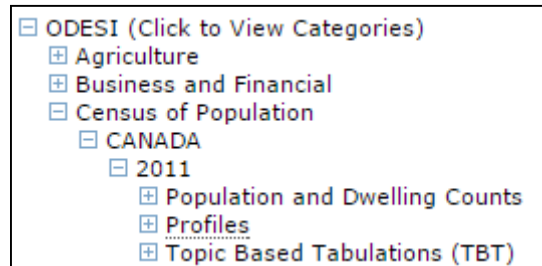 ODESI (Click to View Categories)
Agriculture
Business and Financial
Census of Population
CANADA
2011
Population and Dwelling Counts
Profiles
Topic Based Tabulations (TBT)